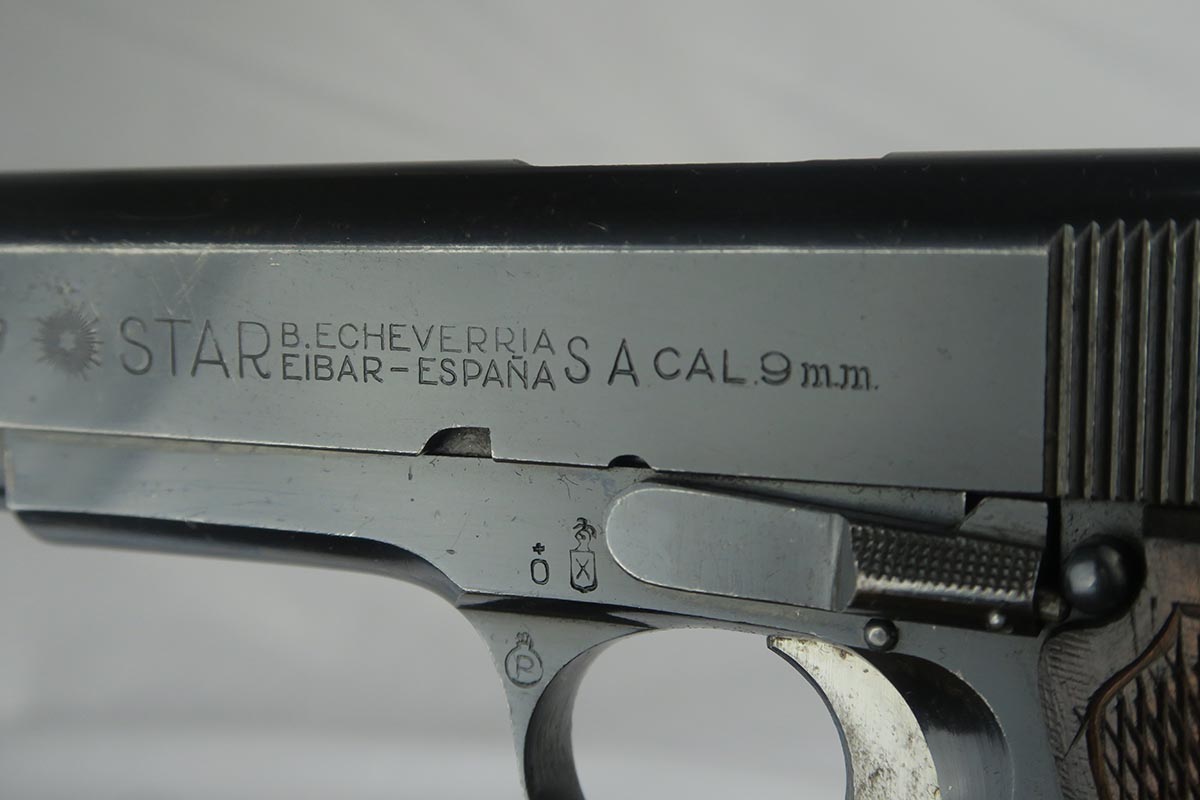 STAR B. ECHEVERRIA
EIBAR-ESPAÑA S A CAL. 9 m.m.
O X
P